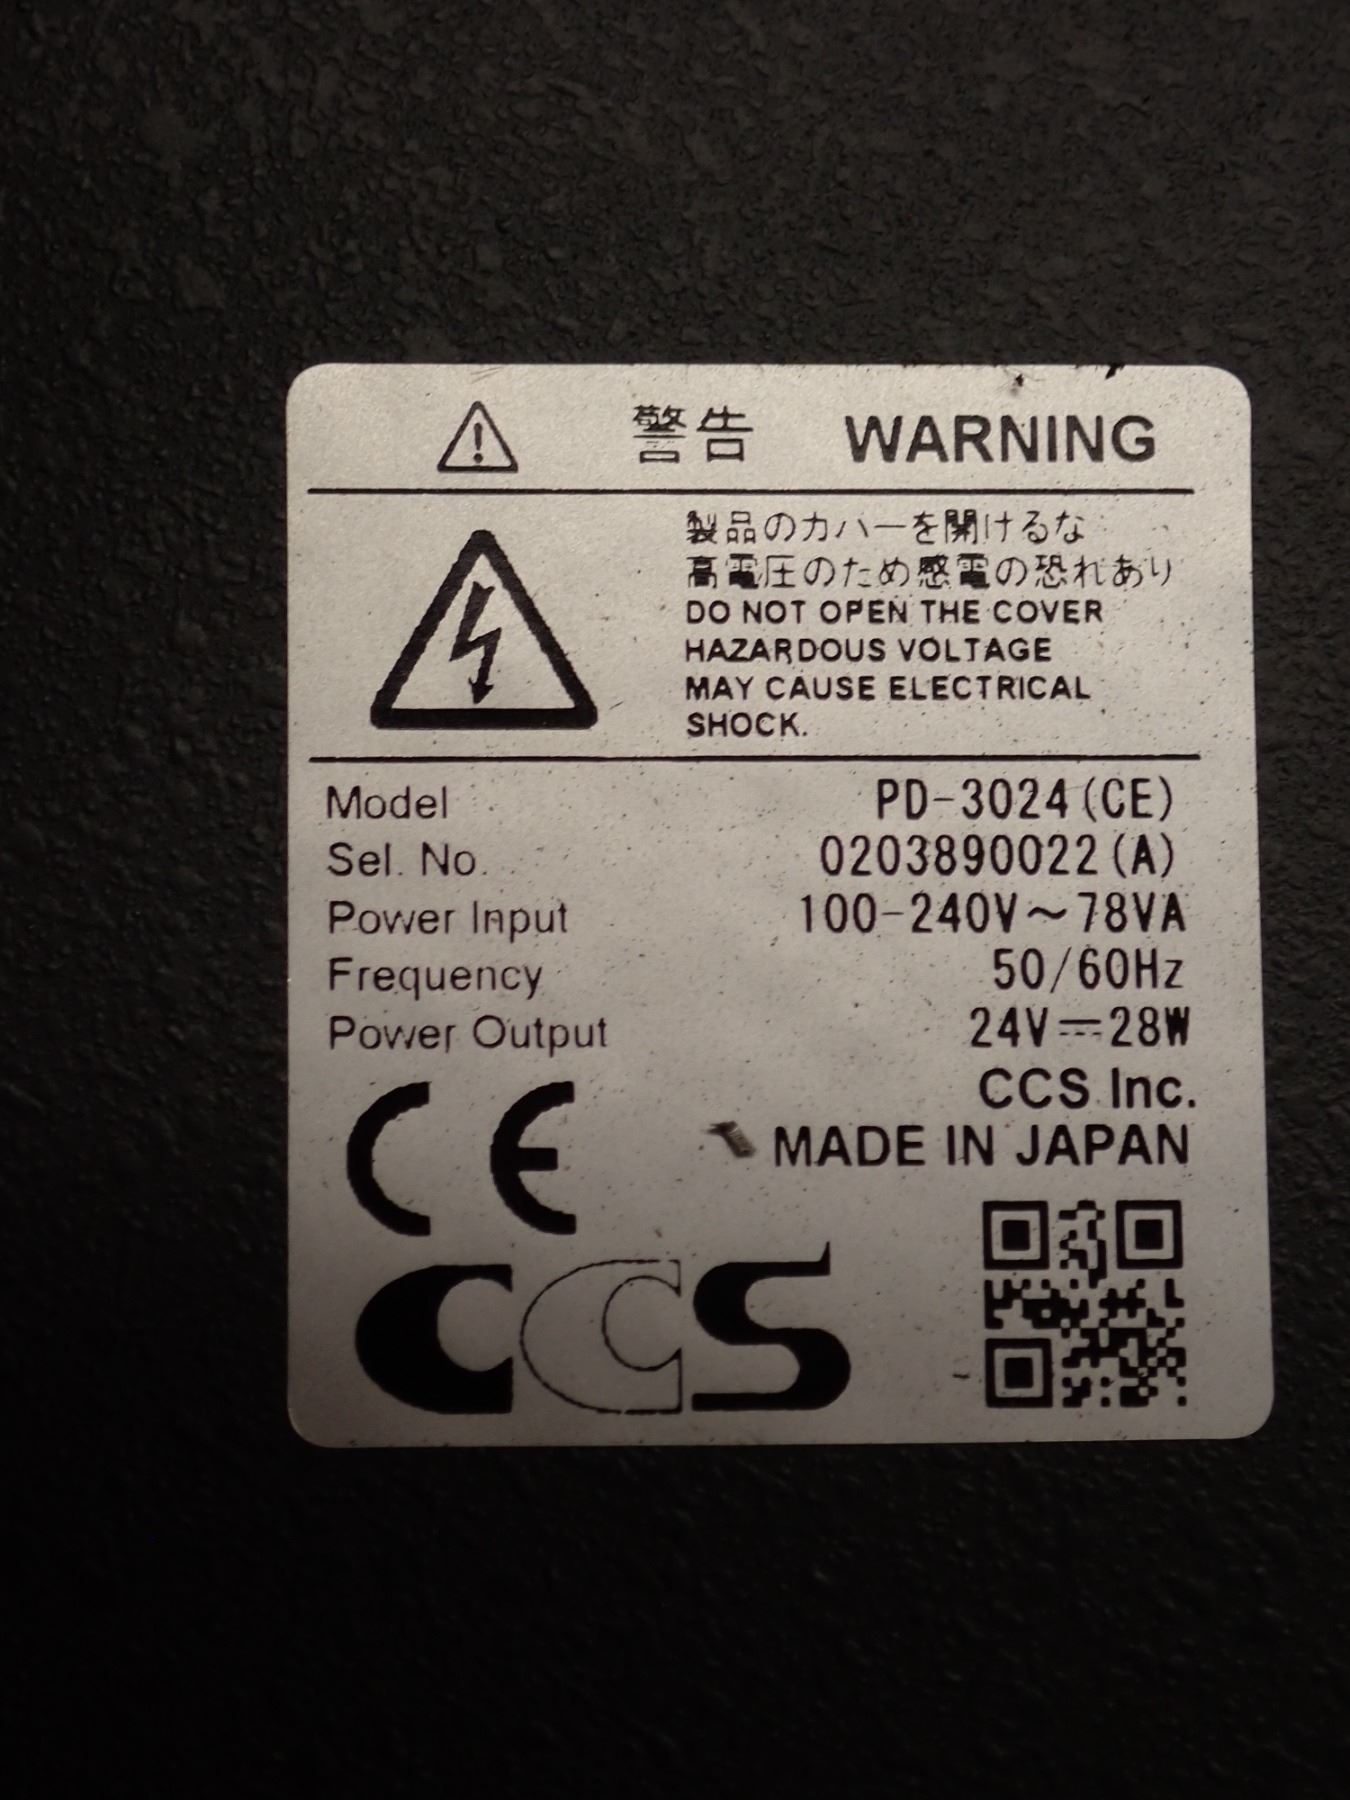 警告 WARNING
製品のカバーを開けるな
高電圧のため感電の恐れあり
DO NOT OPEN THE COVER
HAZARDOUS VOLTAGE
MAY CAUSE ELECTRICAL
SHOCK.
Model PD-3024(CE)
Sel. No. 0203890022(A)
Power Input 100-240V～78VA
Frequency 50/60Hz
Power Output 24V⎓28W
CCS Inc.
MADE IN JAPAN
CE
CCS